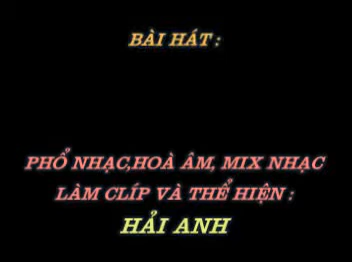 BÀI HÁT :
PHỔ NHẠC,HOÀ ÂM, MIX NHẠC
LÀM CLÍP VÀ THỂ HIỆN :
HẢI ANH